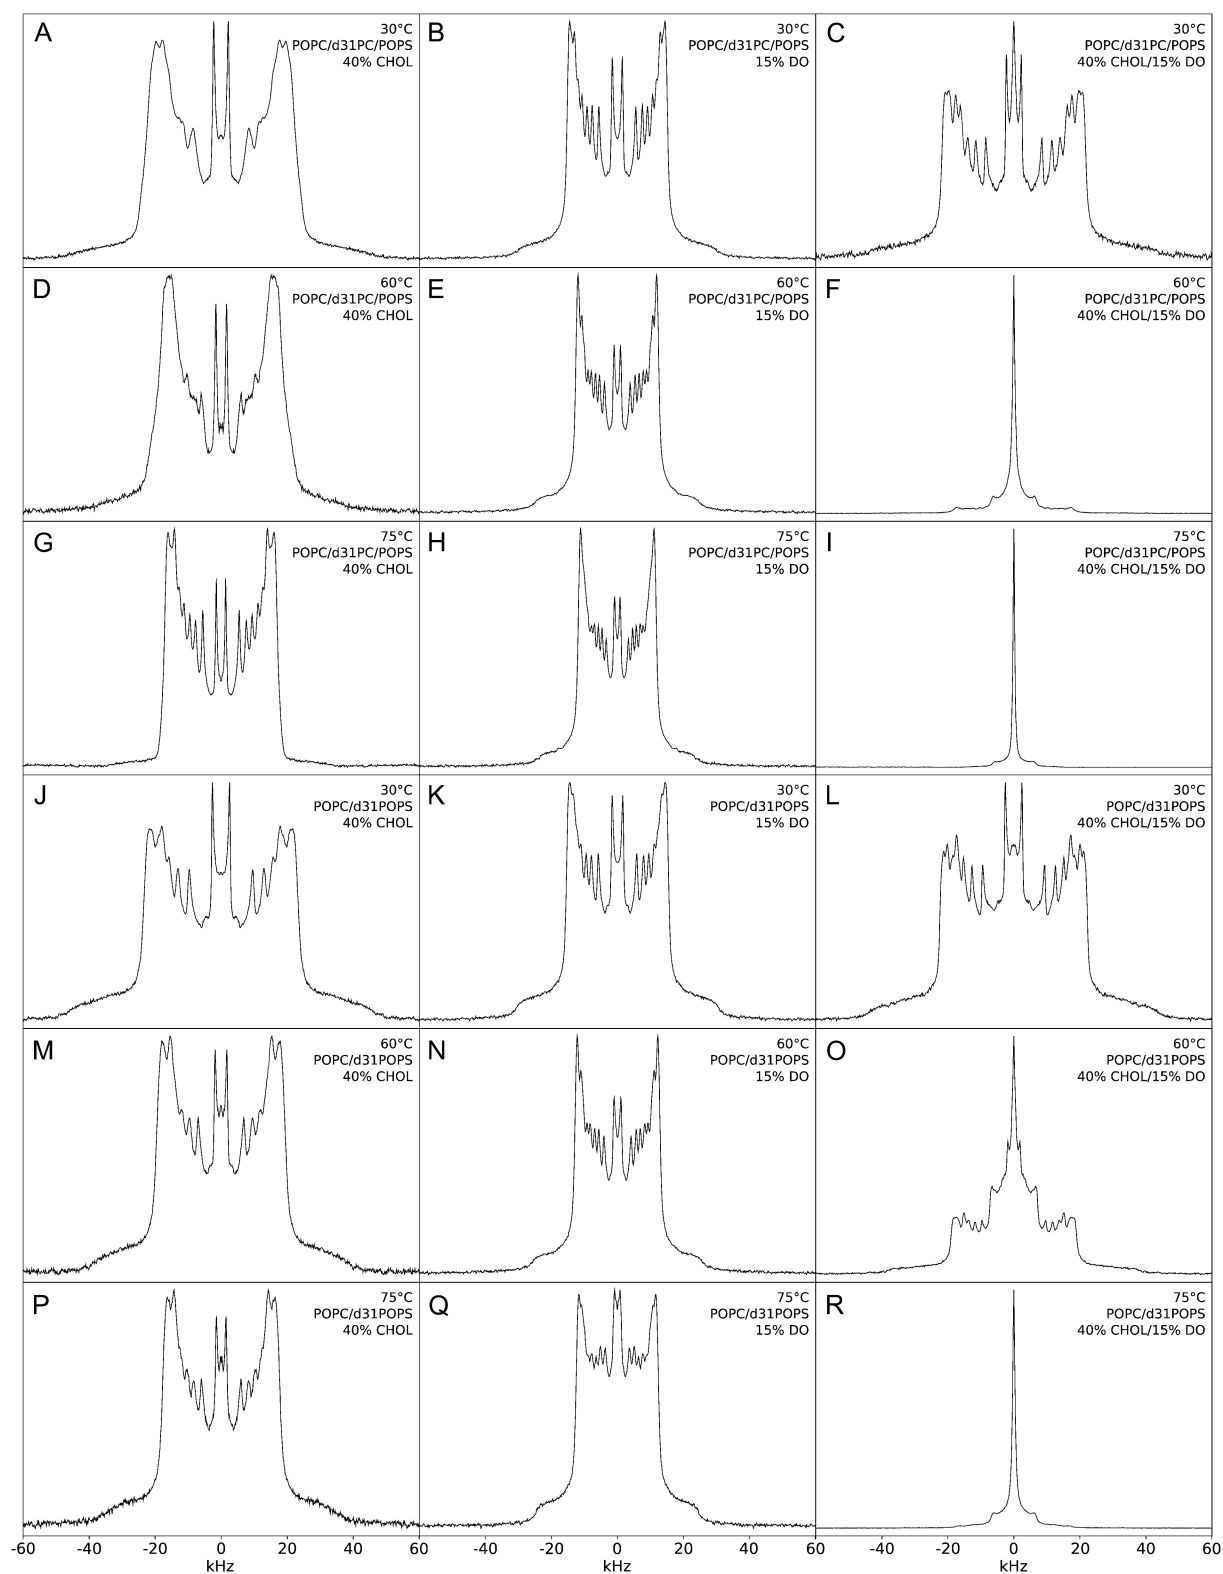 A
30°C
POPC/d31PC/POPS
40% CHOL
B
30°C
POPC/d31PC/POPS
15% DO
C
30°C
POPC/d31PC/POPS
40% CHOL/15% DO
D
60°C
POPC/d31PC/POPS
40% CHOL
E
60°C
POPC/d31PC/POPS
15% DO
F
60°C
POPC/d31PC/POPS
40% CHOL/15% DO
G
75°C
POPC/d31PC/POPS
40% CHOL
H
75°C
POPC/d31PC/POPS
15% DO
I
75°C
POPC/d31PC/POPS
40% CHOL/15% DO
J
30°C
POPC/d31POPS
40% CHOL
K
30°C
POPC/d31POPS
15% DO
L
30°C
POPC/d31POPS
40% CHOL/15% DO
M
60°C
POPC/d31POPS
40% CHOL
N
60°C
POPC/d31POPS
15% DO
O
60°C
POPC/d31POPS
40% CHOL/15% DO
P
75°C
POPC/d31POPS
40% CHOL
Q
75°C
POPC/d31POPS
15% DO
R
75°C
POPC/d31POPS
40% CHOL/15% DO
-60 -40 -20 0 20 40 60 -40 -20 0 20 40 60 -40 -20 0 20 40 60
kHz kHz kHz